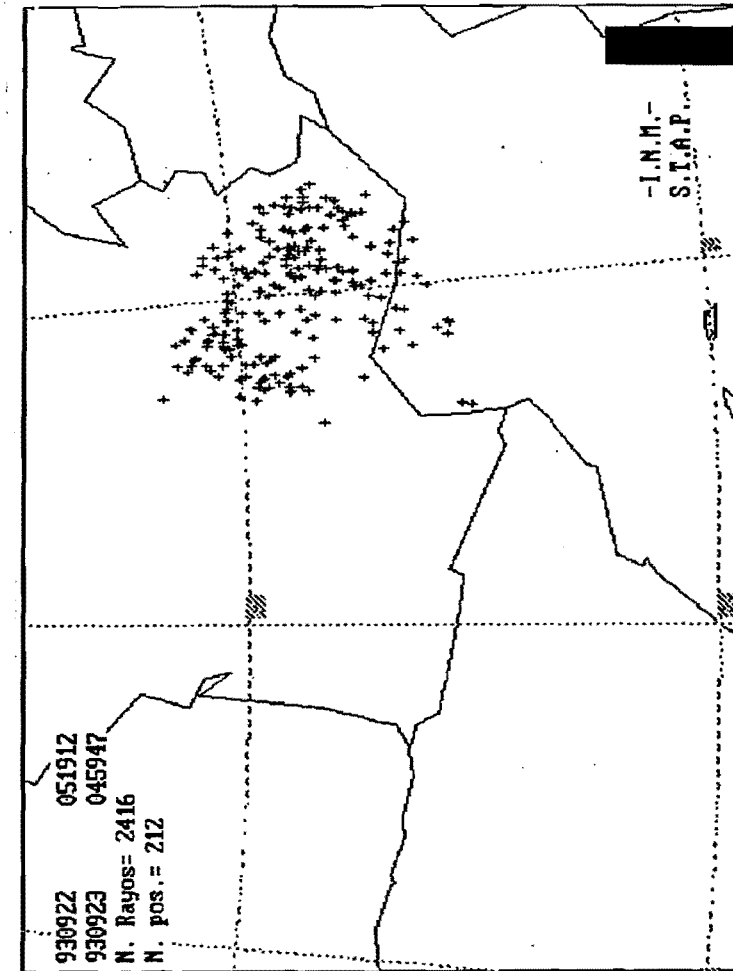 930922 051912
930923 045947
N. Rayos= 2416
N. pos.= 212
-I.N.M.-
S.T.A.P.